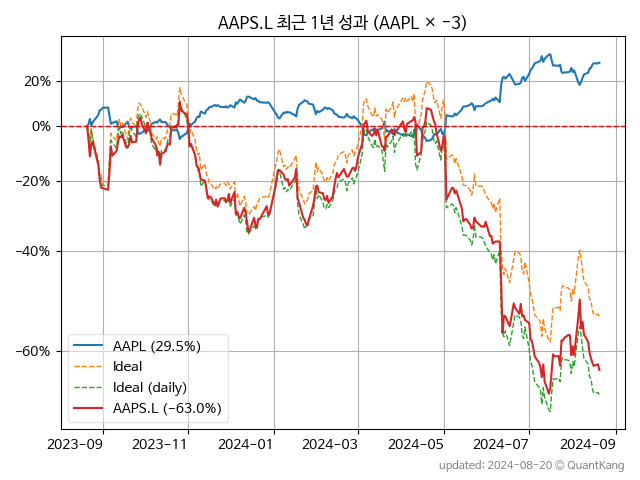 AAPS.L 최근 1년 성과 (AAPL × −3)
20%
0%
−20%
−40%
−60%
AAPL (29.5%)
Ideal
Ideal (daily)
AAPS.L (−63.0%)
2023-09 2023-11 2024-01 2024-03 2024-05 2024-07 2024-09
updated: 2024-08-20 © QuantKang